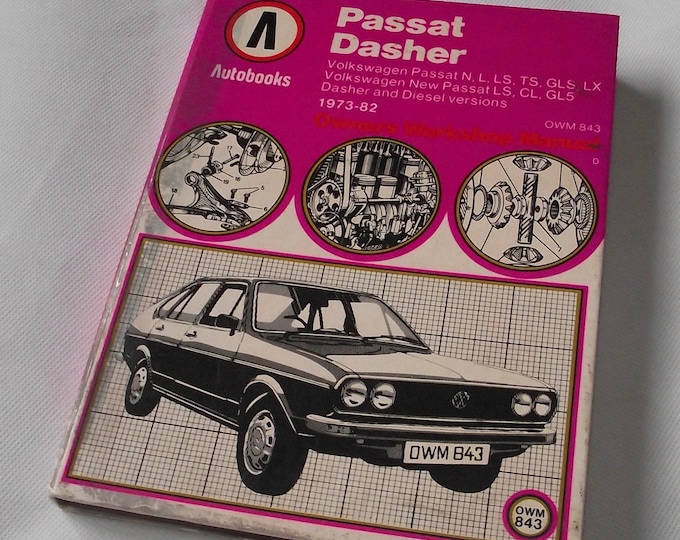 Autobooks
Passat
Dasher
Volkswagen Passat N, L, LS, TS, GLS, LX
Volkswagen New Passat LS, CL, GL5
Dasher and Diesel versions
1973-82
OWM 843
Owners Workshop Manual
D
OWM 843
OWM
843